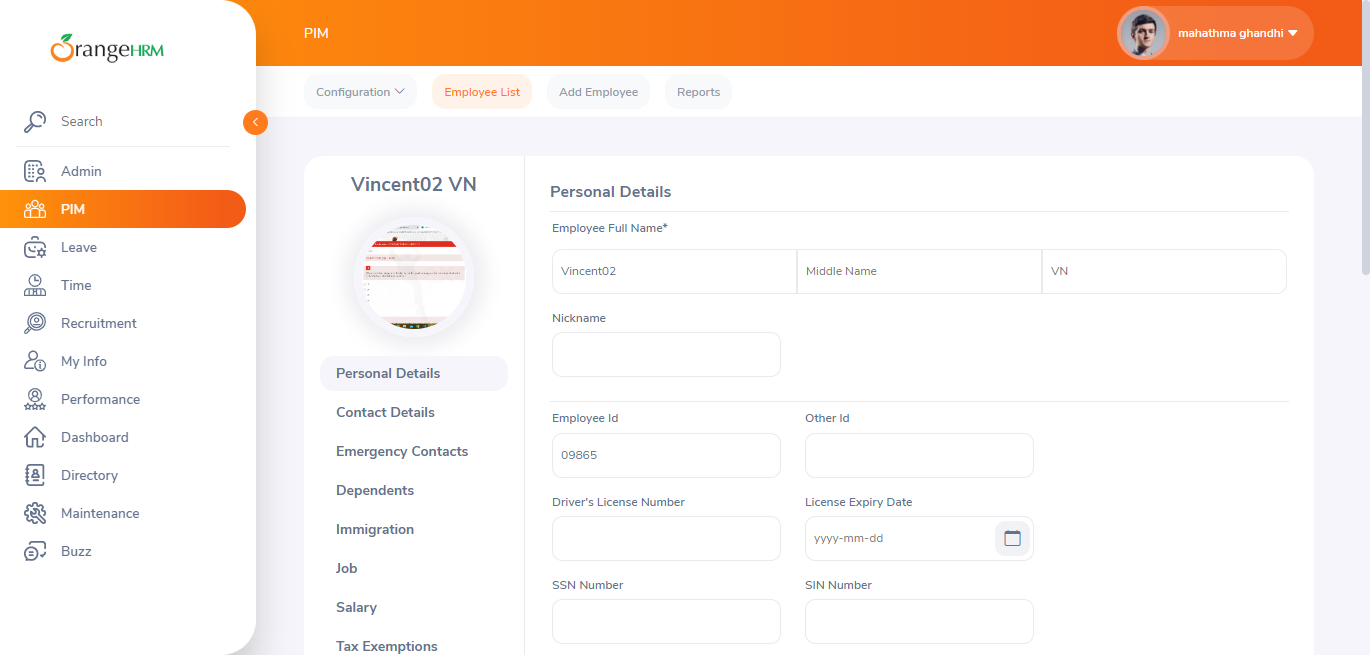 OrangeHRM
PIM
mahathma ghandhi
Configuration
Employee List
Add Employee
Reports
Search
Admin
PIM
Leave
Time
Recruitment
My Info
Performance
Dashboard
Directory
Maintenance
Buzz
Vincent02 VN
Personal Details
Contact Details
Emergency Contacts
Dependents
Immigration
Job
Salary
Tax Exemptions
Personal Details
Employee Full Name*
Vincent02 Middle Name VN
Nickname
Employee Id Other Id
09865
Driver's License Number License Expiry Date
yyyy-mm-dd
SSN Number SIN Number